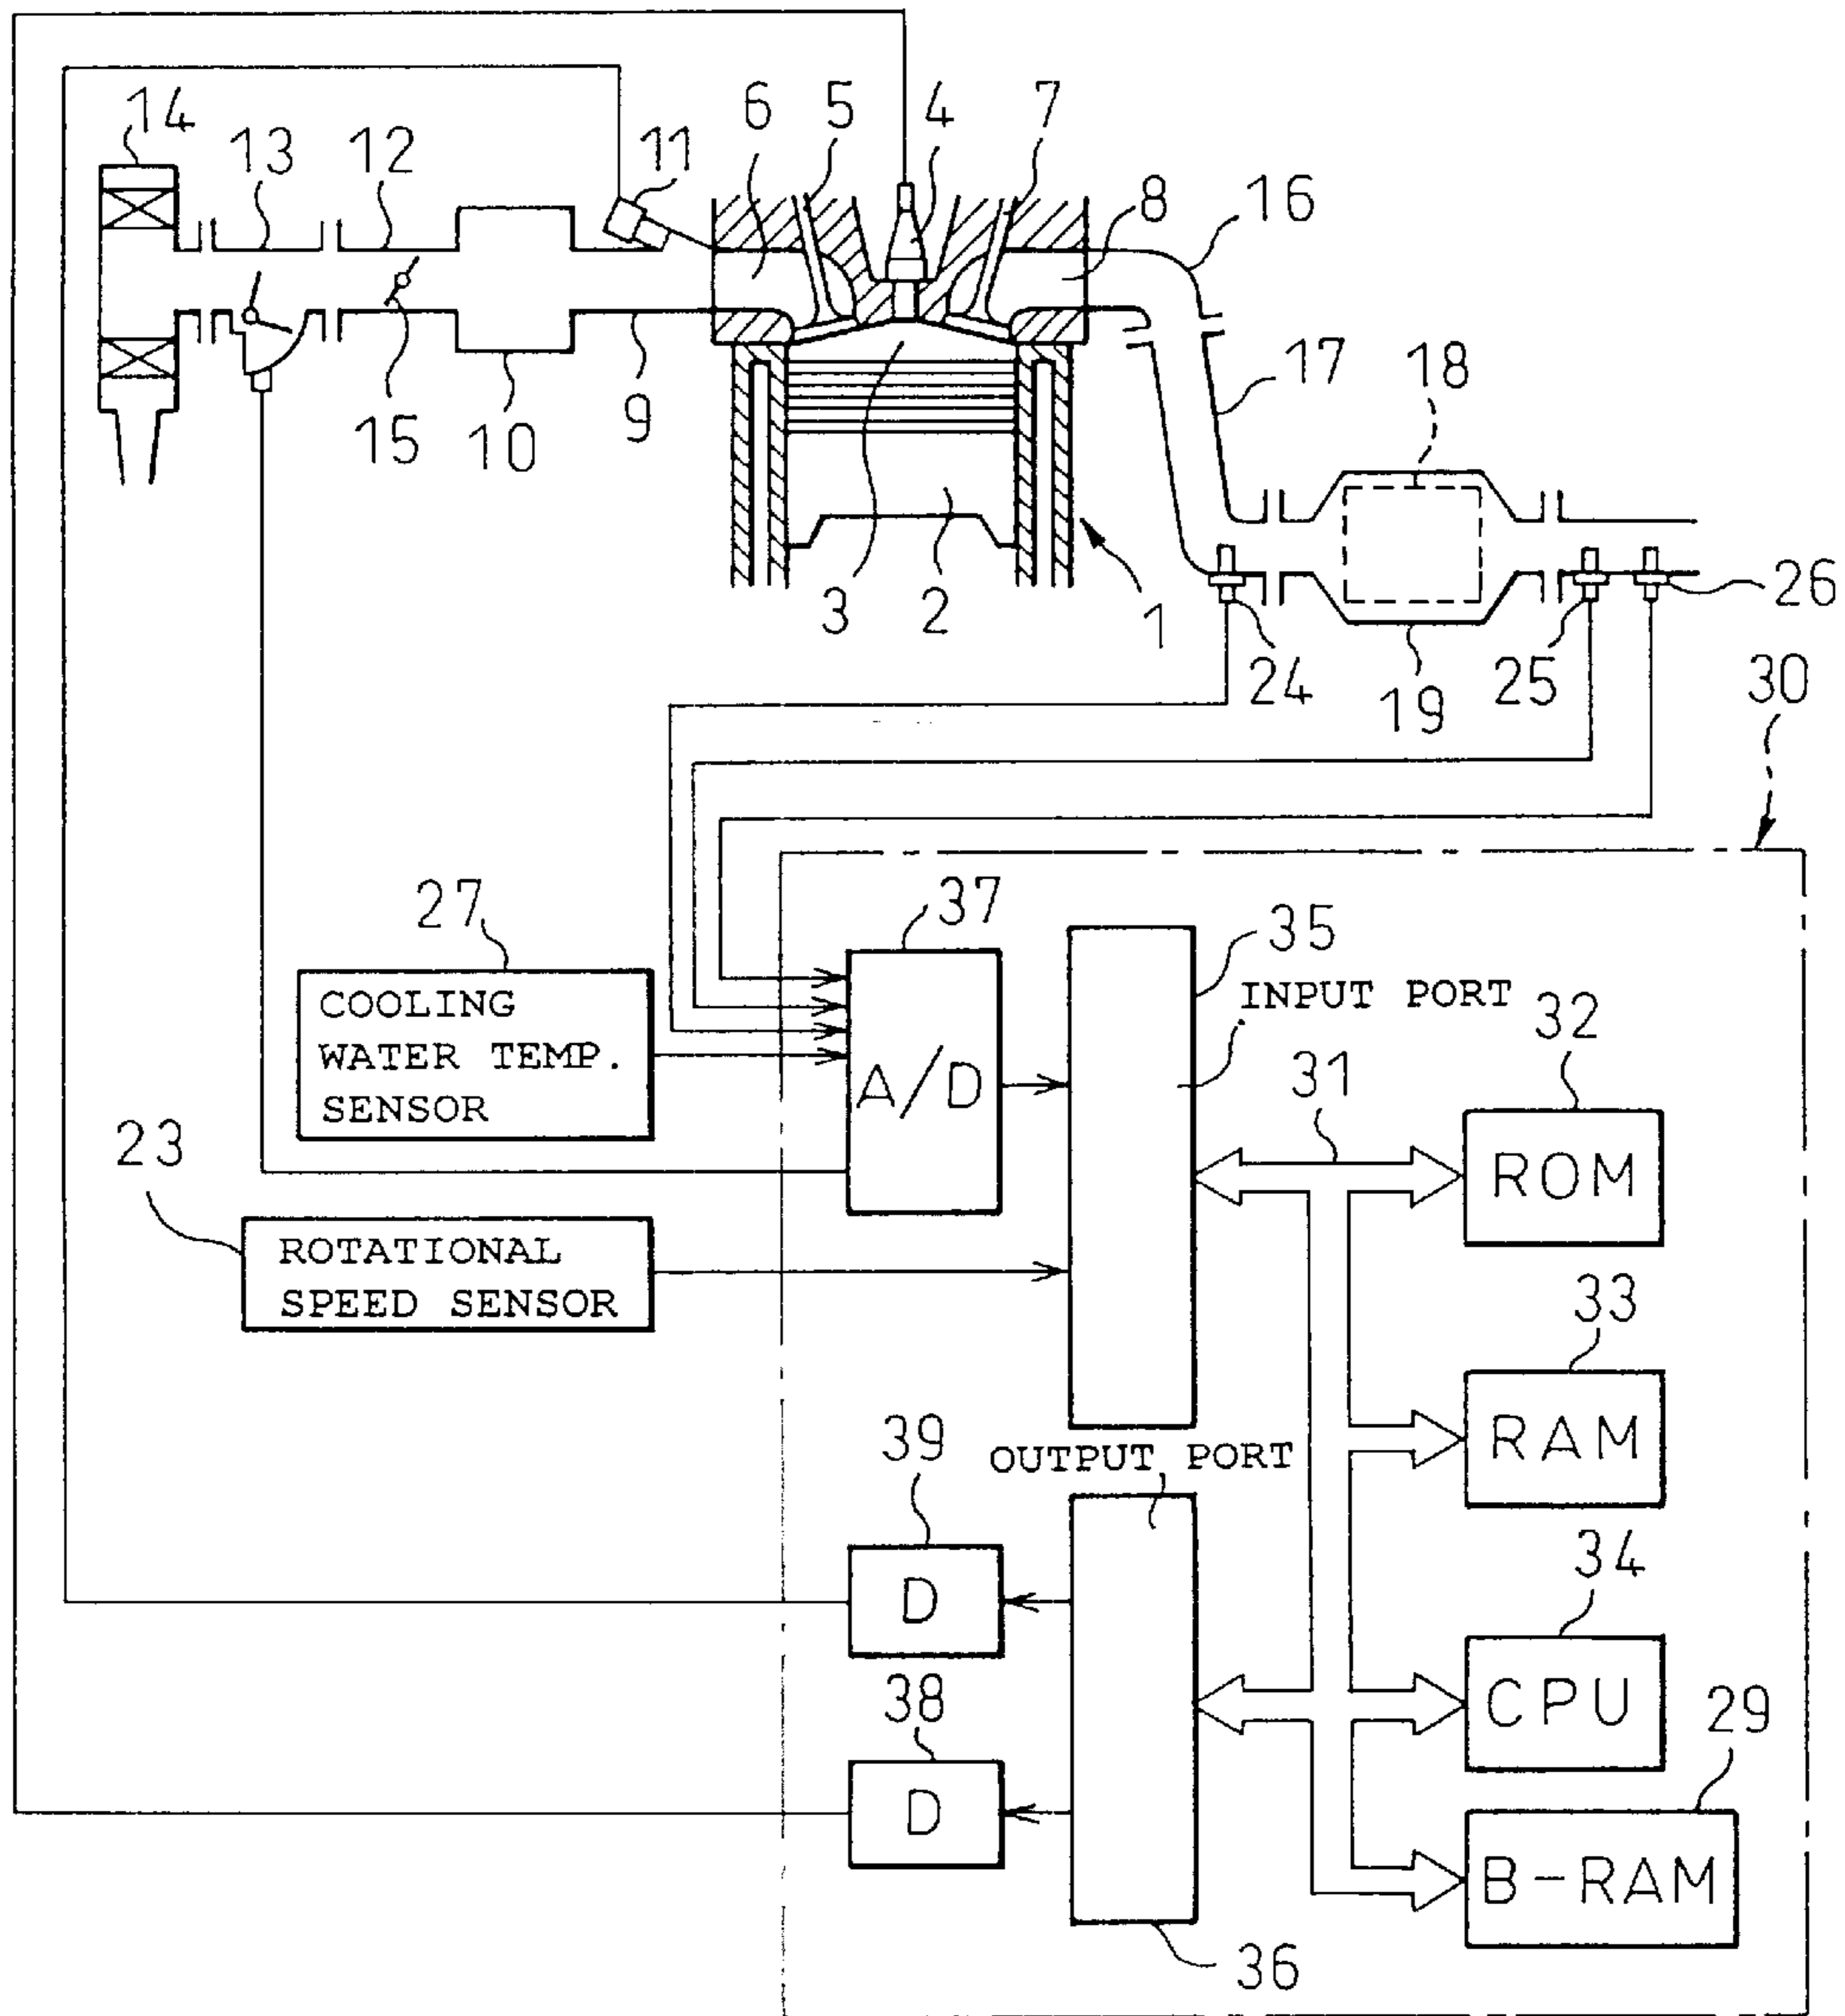 6
5
4
7
14
13
12
11
8
16
17
18
15
10
9
3
2
1
24
19
25
26
30
27
37
35
COOLING
WATER TEMP.
SENSOR
A/D
INPUT PORT
32
31
ROM
23
ROTATIONAL
SPEED SENSOR
33
RAM
39
OUTPUT PORT
D
34
CPU
38
D
29
B-RAM
36